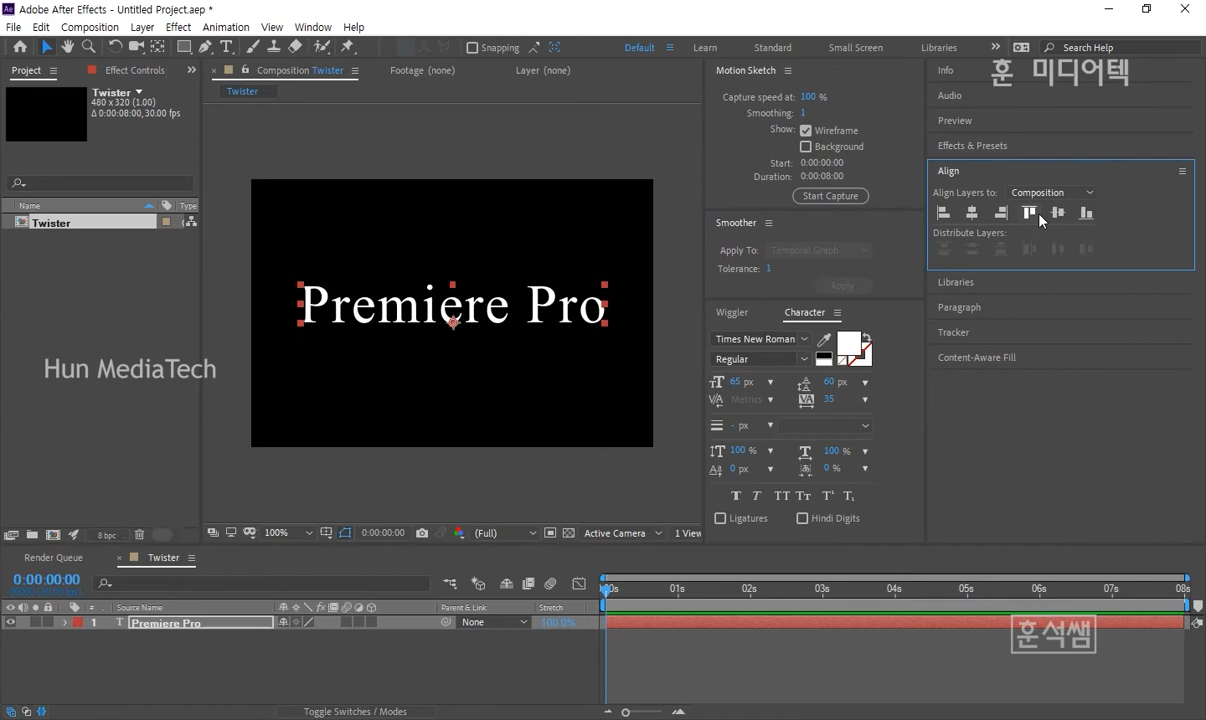 Adobe After Effects - Untitled Project.aep *
File Edit Composition Layer Effect Animation View Window Help
Snapping
Default Learn Standard Small Screen Libraries
Search Help
Project Effect Controls
Composition Twister Footage (none) Layer (none)
Motion Sketch
Info
훈 미디어텍
Twister
480 x 320 (1.00)
Δ 0:00:08:00, 30.00 fps
Twister
Capture speed at: 100 %
Smoothing: 1
Show: Wireframe
Background
Start: 0:00:00:00
Duration: 0:00:08:00
Start Capture
Audio
Preview
Effects & Presets
Align
Align Layers to: Composition
Distribute Layers:
Name Type
Twister
Smoother
Apply To: Temporal Graph
Tolerance: 1
Apply
Libraries
Paragraph
Tracker
Content-Aware Fill
Premiere Pro
Hun MediaTech
Wiggler Character
Times New Roman
Regular
65 px 60 px
Metrics 35
- px
100 % 100 %
0 px 0 %
T T TT TT T¹ T₁
Ligatures Hindi Digits
8 bpc
100% 0:00:00:00 (Full) Active Camera 1 View
Render Queue Twister
0:00:00:00
# Source Name Parent & Link Stretch
1 T Premiere Pro None 100.0%
01s 02s 03s 04s 05s 06s 07s 08s
훈석쌤
Toggle Switches / Modes